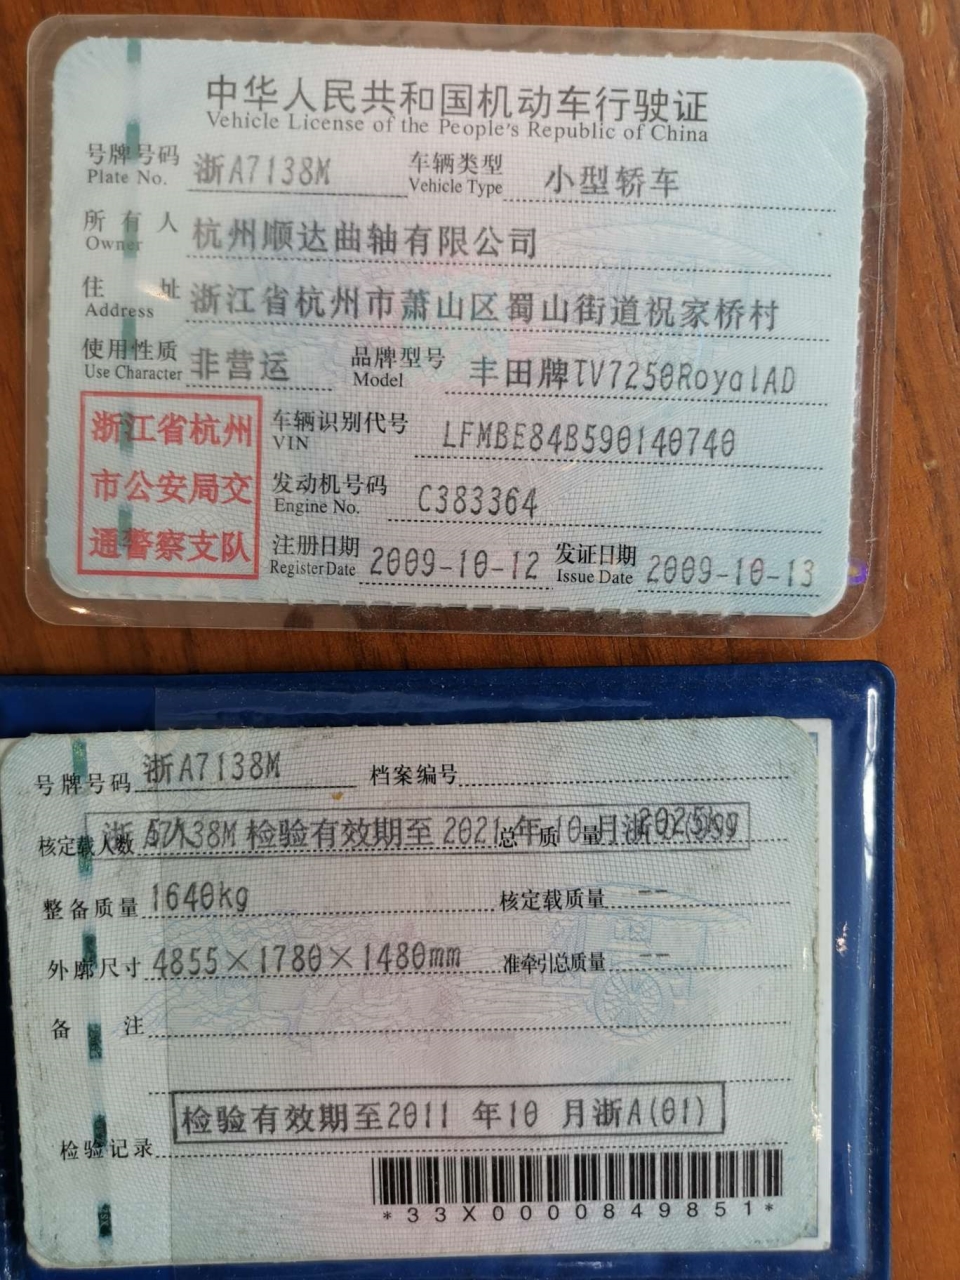 中华人民共和国机动车行驶证
Vehicle License of the People's Republic of China
号牌号码 Plate No. 浙A7138M 车辆类型 Vehicle Type 小型轿车
所有人 Owner 杭州顺达曲轴有限公司
住址 Address 浙江省杭州市萧山区蜀山街道祝家桥村
使用性质 Use Character 非营运 品牌型号 Model 丰田牌TV7250RoyalAD
浙江省杭州
市公安局交
通警察支队
车辆识别代号 VIN LFMBE84B590140740
发动机号码 Engine No. C383364
注册日期 Register Date 2009-10-12 发证日期 Issue Date 2009-10-13
号牌号码 浙A7138M 档案编号
核定载人数 5人 总质量 2025kg
检验有效期至 2021年10月浙
整备质量 1640kg 核定载质量 --
外廓尺寸 4855×1780×1480mm 准牵引总质量 --
备注
检验有效期至2011 年10 月浙A(01)
检验记录
*33X0000849851*